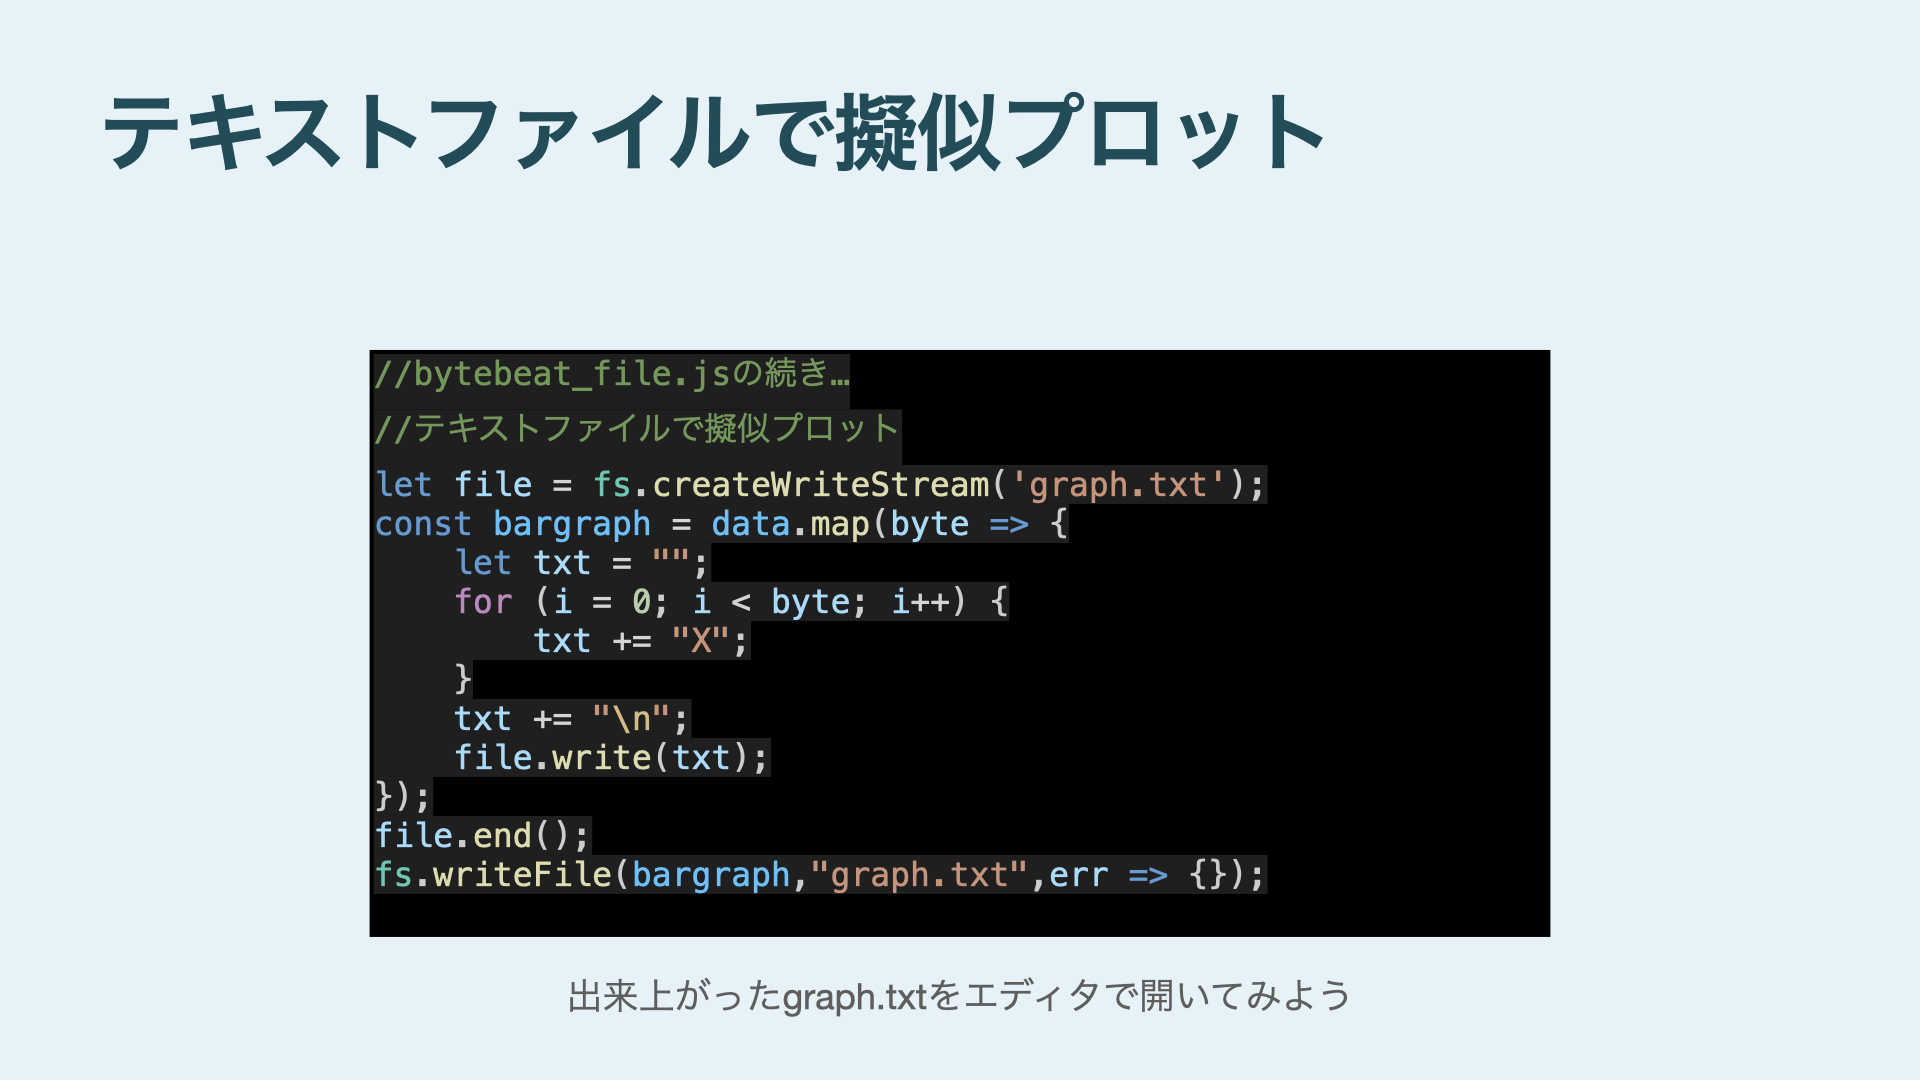 テキストファイルで擬似プロット
//bytebeat_file.jsの続き…
//テキストファイルで擬似プロット
let file = fs.createWriteStream('graph.txt');
const bargraph = data.map(byte => {
    let txt = "";
    for (i = 0; i < byte; i++) {
        txt += "X";
    }
    txt += "\n";
    file.write(txt);
});
file.end();
fs.writeFile(bargraph,"graph.txt",err => {});
出来上がったgraph.txtをエディタで開いてみよう